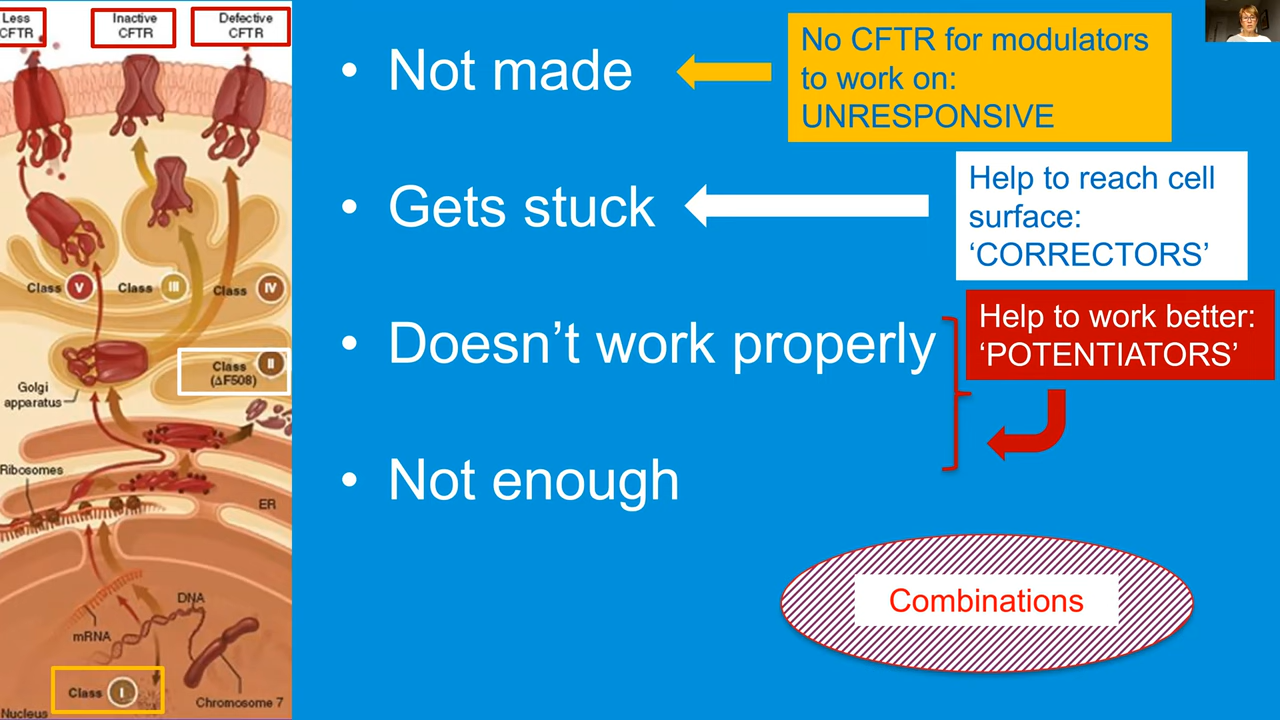 Less
CFTR
Inactive
CFTR
Defective
CFTR
Class V
Class III
Class IV
Class II
(ΔF508)
Golgi
apparatus
Ribosomes
ER
DNA
mRNA
Class I
Chromosome 7
Nucleus
• Not made
No CFTR for modulators
to work on:
UNRESPONSIVE
• Gets stuck
Help to reach cell
surface:
‘CORRECTORS’
• Doesn’t work properly
Help to work better:
‘POTENTIATORS’
• Not enough
Combinations